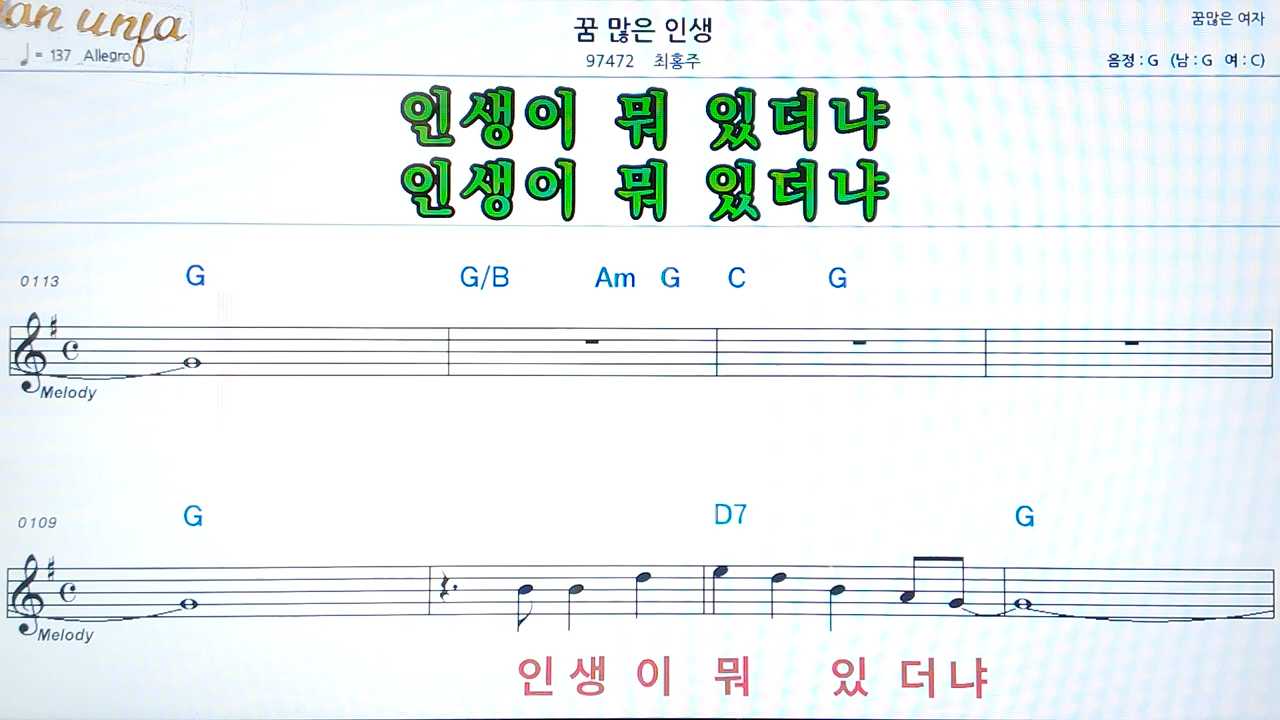 꿈 많은 인생
꿈많은 여자
♩ = 137 Allegro
97472 최홍주
음정 : G (남 : G 여 : C)
인생이 뭐 있더냐
인생이 뭐 있더냐
0113 G G/B Am G C G
Melody
0109 G D7 G
Melody
인 생 이 뭐 있 더 냐